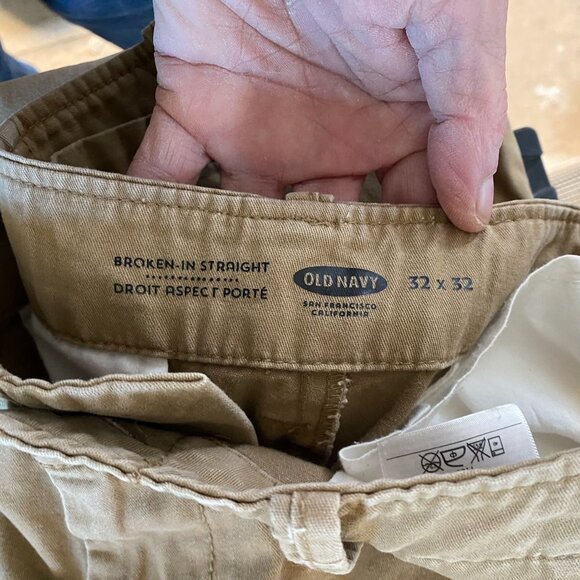 BROKEN-IN STRAIGHT
DROIT ASPECT PORTÉ
OLD NAVY
SAN FRANCISCO
CALIFORNIA
32 x 32